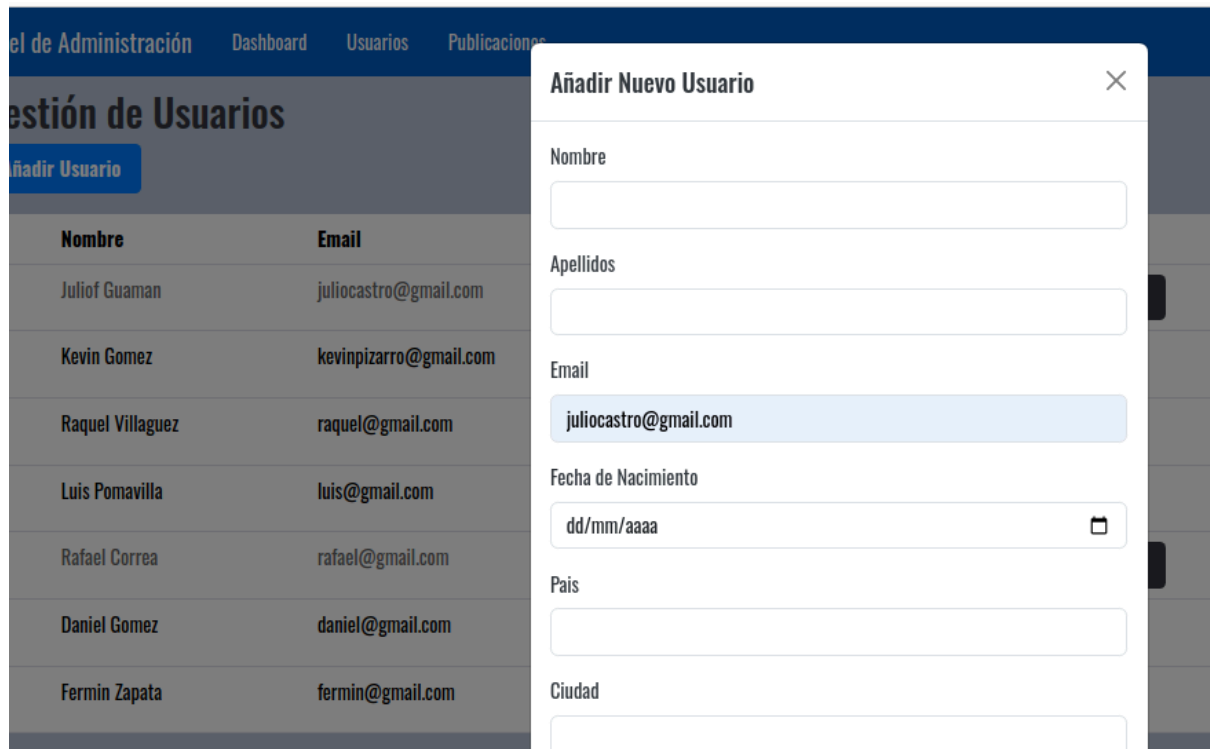 el de Administración Dashboard Usuarios Publicaciones
estión de Usuarios
Añadir Usuario
Nombre Email
Juliof Guaman juliocastro@gmail.com
Kevin Gomez kevinpizarro@gmail.com
Raquel Villaguez raquel@gmail.com
Luis Pomavilla luis@gmail.com
Rafael Correa rafael@gmail.com
Daniel Gomez daniel@gmail.com
Fermin Zapata fermin@gmail.com
Añadir Nuevo Usuario
Nombre
Apellidos
Email
juliocastro@gmail.com
Fecha de Nacimiento
dd/mm/aaaa
Pais
Ciudad